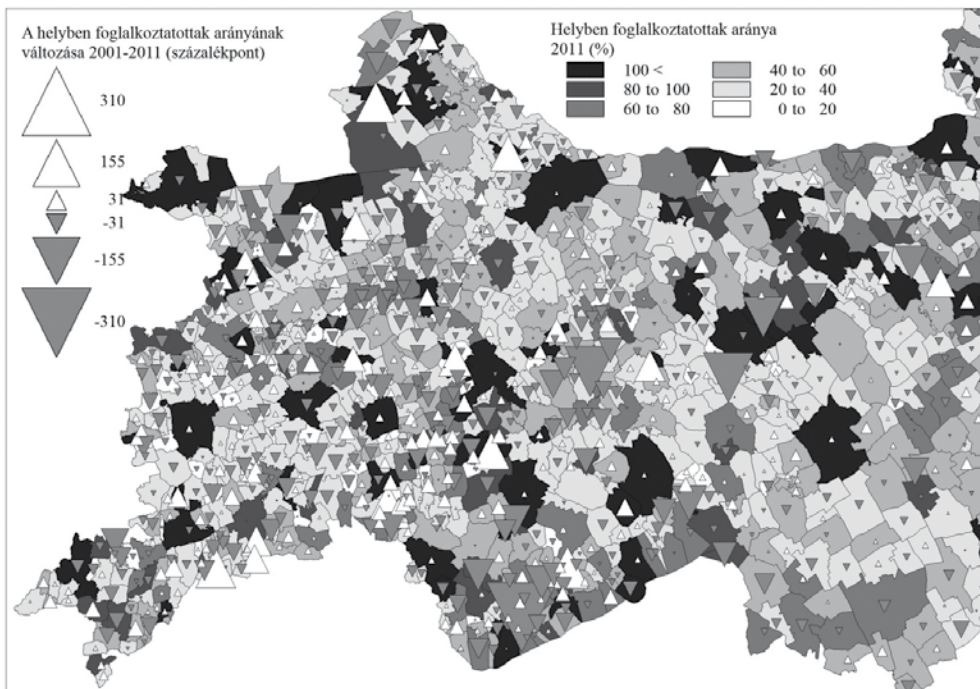 A helyben foglalkoztatottak arányának
változása 2001-2011 (százalékpont)
310
155
31
-31
-155
-310
Helyben foglalkoztatottak aránya
2011 (%)
100 <
80 to 100
60 to 80
40 to 60
20 to 40
0 to 20